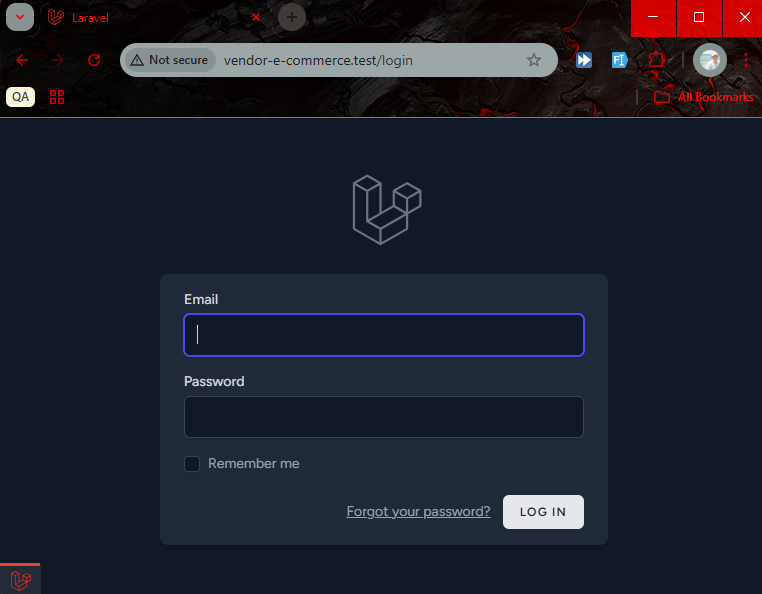 Laravel
Not secure
vendor-e-commerce.test/login
FI
QA
All Bookmarks
Email
Password
Remember me
Forgot your password?
LOG IN